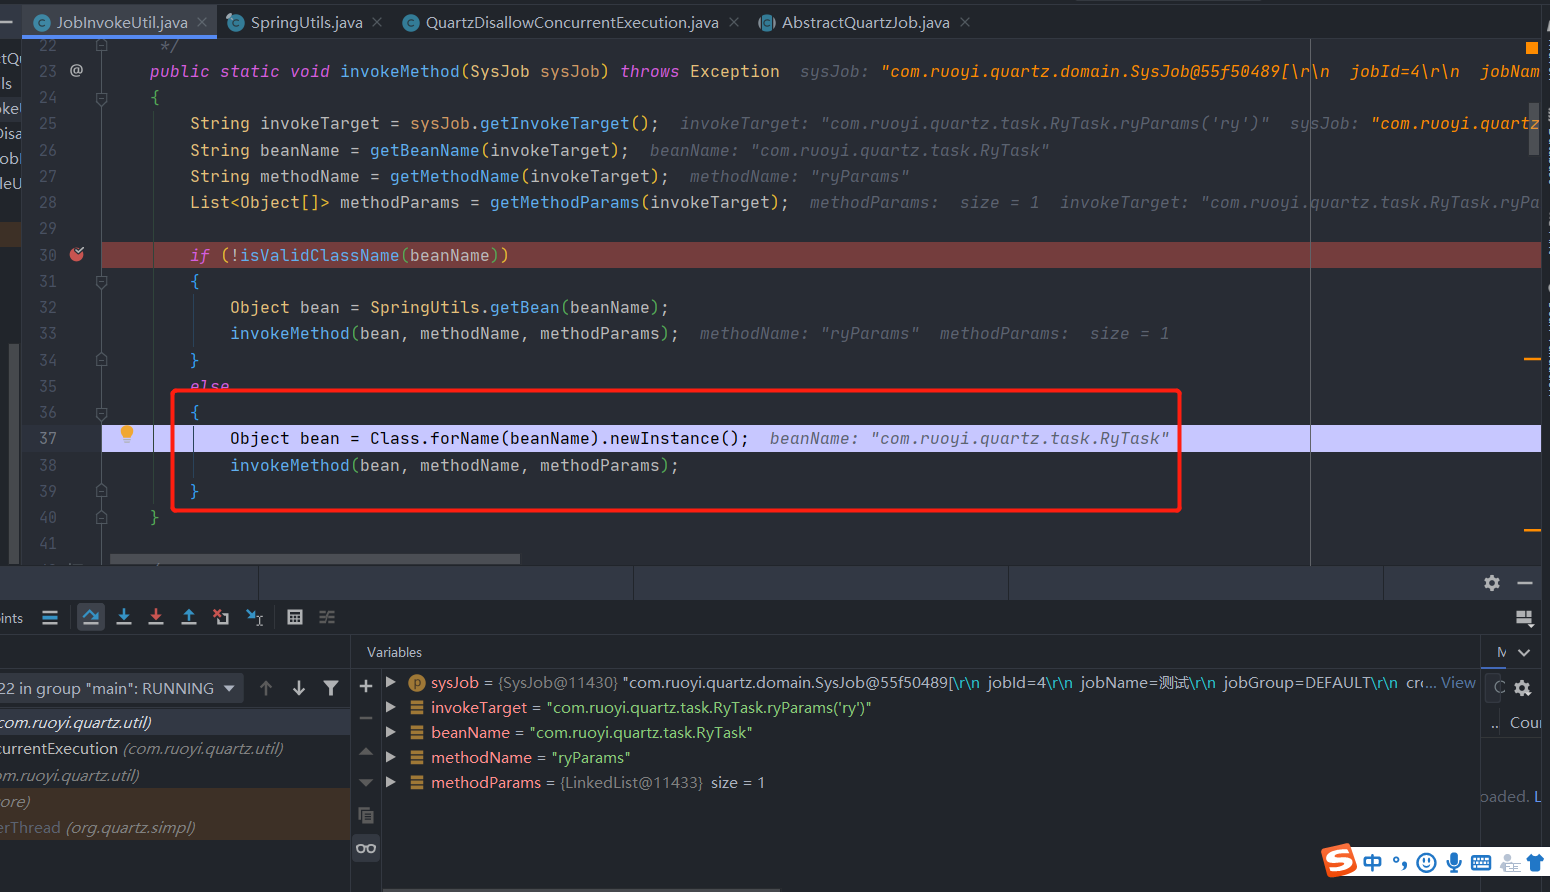 JobInvokeUtil.java SpringUtils.java QuartzDisallowConcurrentExecution.java AbstractQuartzJob.java
22 */
23 @ public static void invokeMethod(SysJob sysJob) throws Exception sysJob: "com.ruoyi.quartz.domain.SysJob@55f50489[\r\n jobId=4\r\n jobNam
24 {
25 String invokeTarget = sysJob.getInvokeTarget(); invokeTarget: "com.ruoyi.quartz.task.RyTask.ryParams('ry')" sysJob: "com.ruoyi.quartz
26 String beanName = getBeanName(invokeTarget); beanName: "com.ruoyi.quartz.task.RyTask"
27 String methodName = getMethodName(invokeTarget); methodName: "ryParams"
28 List<Object[]> methodParams = getMethodParams(invokeTarget); methodParams: size = 1 invokeTarget: "com.ruoyi.quartz.task.RyTask.ryPa
29
30 if (!isValidClassName(beanName))
31 {
32 Object bean = SpringUtils.getBean(beanName);
33 invokeMethod(bean, methodName, methodParams); methodName: "ryParams" methodParams: size = 1
34 }
35 else
36 {
37 Object bean = Class.forName(beanName).newInstance(); beanName: "com.ruoyi.quartz.task.RyTask"
38 invokeMethod(bean, methodName, methodParams);
39 }
40 }
41
ints
Variables
22 in group "main": RUNNING
sysJob = {SysJob@11430} "com.ruoyi.quartz.domain.SysJob@55f50489[\r\n jobId=4\r\n jobName=测试\r\n jobGroup=DEFAULT\r\n crc... View
com.ruoyi.quartz.util)
invokeTarget = "com.ruoyi.quartz.task.RyTask.ryParams('ry')"
.. Cour
currentExecution (com.ruoyi.quartz.util)
beanName = "com.ruoyi.quartz.task.RyTask"
om.ruoyi.quartz.util)
methodName = "ryParams"
ore)
methodParams = {LinkedList@11433} size = 1
erThread (org.quartz.simpl)
oaded. L
S 中